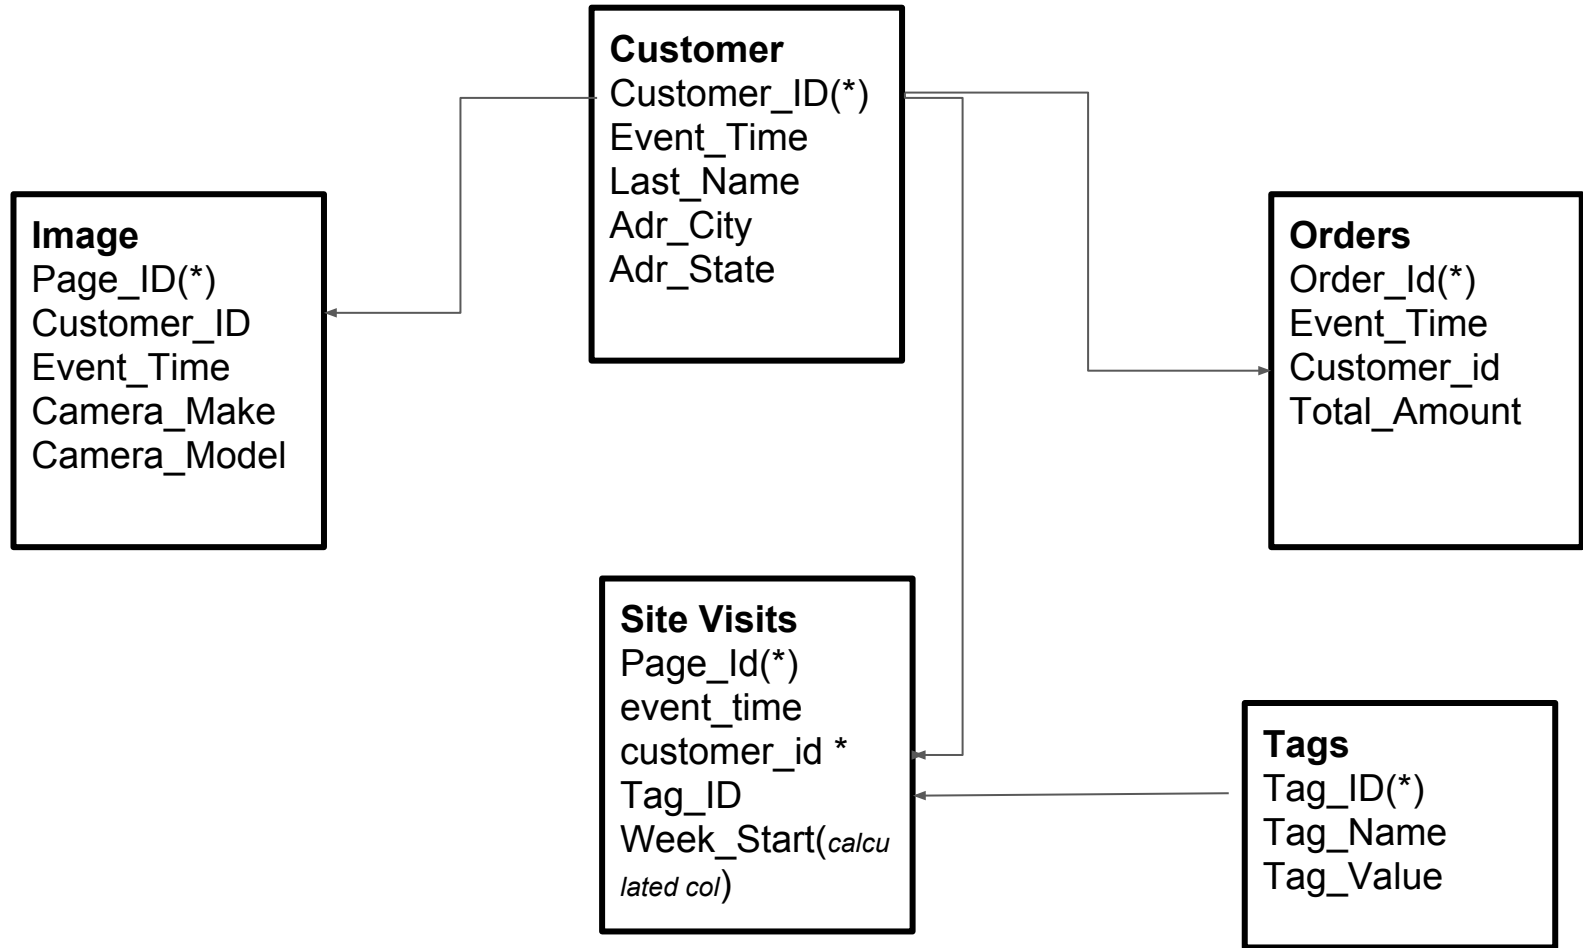 Customer
Customer_ID(*)
Event_Time
Last_Name
Adr_City
Adr_State
Image
Page_ID(*)
Customer_ID
Event_Time
Camera_Make
Camera_Model
Orders
Order_Id(*)
Event_Time
Customer_id
Total_Amount
Site Visits
Page_Id(*)
event_time
customer_id *
Tag_ID
Week_Start(calcu
lated col)
Tags
Tag_ID(*)
Tag_Name
Tag_Value